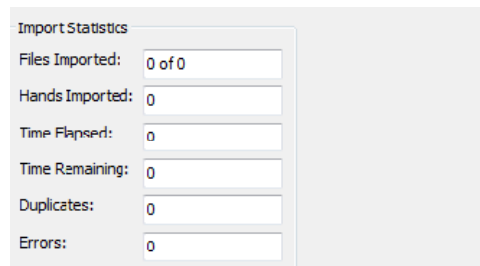 Import Statistics
Files Imported: 0 of 0
Hands Imported: 0
Time Elapsed: 0
Time Remaining: 0
Duplicates: 0
Errors: 0